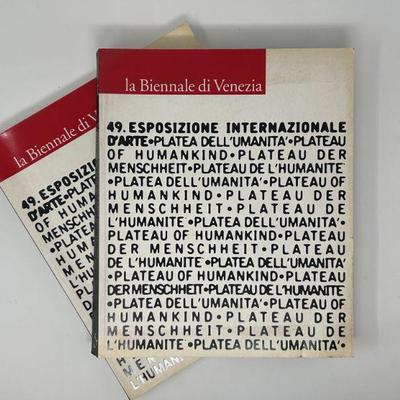 la Biennale di Venezia
49. ESPOSIZIONE INTERNAZIONALE
D'ARTE•PLATEA DELL'UMANITA'•PLATEAU
OF HUMANKIND•PLATEAU DER
MENSCHHEIT•PLATEAU DE L'HUMANITE
•PLATEA DELL'UMANITA'•PLATEAU OF
HUMANKIND•PLATEAU DER
MENSCHHEIT•PLATEAU DE
L'HUMANITE•PLATEA DELL'UMANITA'•
PLATEAU OF HUMANKIND•PLATEAU
DER MENSCHHEIT•PLATEAU
DE L'HUMANITE•PLATEA DELL'UMANITA'
•PLATEAU OF HUMANKIND•PLATEAU
DER MENSCHHEIT•PLATEAU DE L'HUMANITE
•PLATEA DELL'UMANITA'•PLATEAU OF
HUMANKIND•PLATEAU DER
MENSCHHEIT•PLATEAU DE
L'HUMANITE•PLATEA DELL'UMANITA'•
la Biennale di
49.
D'ARTE
OF